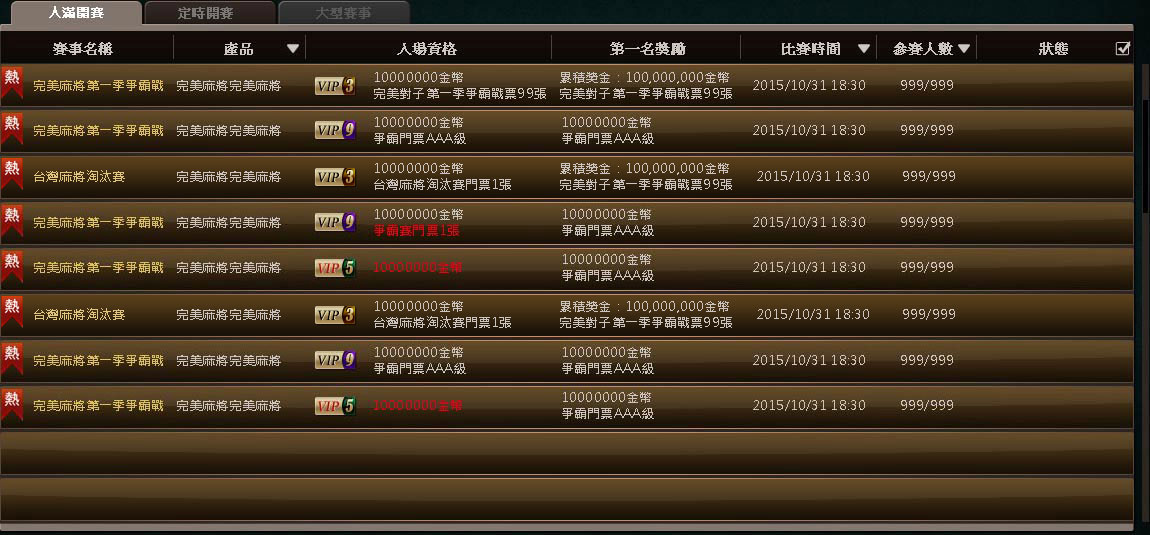 人滿開賽 定時開賽 大型賽事
賽事名稱 產品 入場資格 第一名獎勵 比賽時間 參賽人數 狀態
熱 完美麻將第一季爭霸戰 完美麻將完美麻將 VIP 3 10000000金幣 累積獎金：100,000,000金幣 2015/10/31 18:30 999/999
完美對子第一季爭霸戰票99張 完美對子第一季爭霸戰票99張
熱 完美麻將第一季爭霸戰 完美麻將完美麻將 VIP 9 10000000金幣 10000000金幣 2015/10/31 18:30 999/999
爭霸門票AAA級 爭霸門票AAA級
熱 台灣麻將淘汰賽 完美麻將完美麻將 VIP 3 10000000金幣 累積獎金：100,000,000金幣 2015/10/31 18:30 999/999
台灣麻將淘汰賽門票1張 完美對子第一季爭霸戰票99張
熱 完美麻將第一季爭霸戰 完美麻將完美麻將 VIP 9 10000000金幣 10000000金幣 2015/10/31 18:30 999/999
爭霸賽門票1張 爭霸門票AAA級
熱 完美麻將第一季爭霸戰 完美麻將完美麻將 VIP 5 10000000金幣 10000000金幣 2015/10/31 18:30 999/999
爭霸門票AAA級
熱 台灣麻將淘汰賽 完美麻將完美麻將 VIP 3 10000000金幣 累積獎金：100,000,000金幣 2015/10/31 18:30 999/999
台灣麻將淘汰賽門票1張 完美對子第一季爭霸戰票99張
熱 完美麻將第一季爭霸戰 完美麻將完美麻將 VIP 9 10000000金幣 10000000金幣 2015/10/31 18:30 999/999
爭霸門票AAA級 爭霸門票AAA級
熱 完美麻將第一季爭霸戰 完美麻將完美麻將 VIP 5 10000000金幣 10000000金幣 2015/10/31 18:30 999/999
爭霸門票AAA級